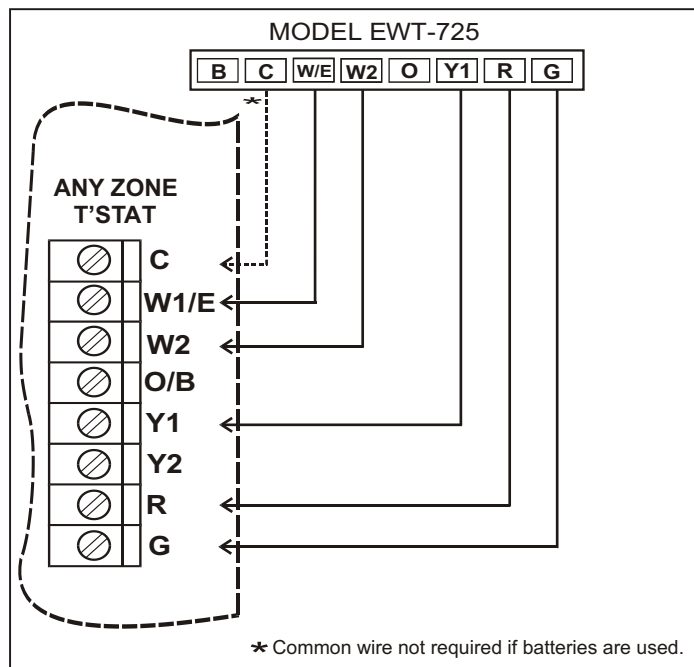 MODEL EWT-725
B C W/E W2 O Y1 R G
*
ANY ZONE
T'STAT
C
W1/E
W2
O/B
Y1
Y2
R
G
* Common wire not required if batteries are used.